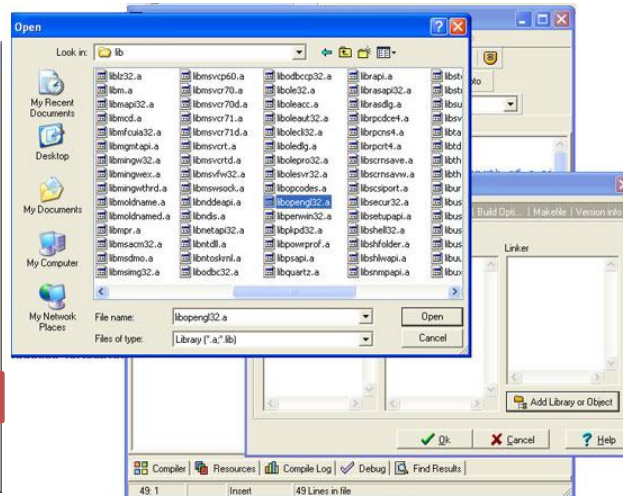 Open
Look in: lib
My Recent Documents
Desktop
My Documents
My Computer
My Network Places
liblz32.a
libm.a
libmapi32.a
libmcd.a
libmfcuia32.a
libmgmtapi.a
libmingw32.a
libmingwex.a
libmingwthrd.a
libmoldname.a
libmoldnamed.a
libmpr.a
libmsacm32.a
libmsdmo.a
libmsimg32.a
libmsvcp60.a
libmsvcr70.a
libmsvcr70d.a
libmsvcr71.a
libmsvcr71d.a
libmsvcrt.a
libmsvcrtd.a
libmsvfw32.a
libmswsock.a
libnddeapi.a
libnds.a
libnetapi32.a
libntdll.a
libntoskrnl.a
libodbc32.a
libodbccp32.a
libole32.a
liboleacc.a
liboleaut32.a
libolecli32.a
liboledlg.a
libolepro32.a
libolesvr32.a
libopcodes.a
libopengl32.a
libpenwin32.a
libpkpd32.a
libpowrprof.a
libpsapi.a
libquartz.a
librapi.a
librasapi32.a
librasdlg.a
librpcdce4.a
librpcns4.a
librpcrt4.a
libscrnsave.a
libscrnsavw.a
libscsiport.a
libsecur32.a
libsetupapi.a
libshell32.a
libshfolder.a
libshlwapi.a
libsnmpapi.a
File name: libopengl32.a
Open
Files of type: Library (*.a;*.lib)
Cancel
Build Opti... Makefile Version info
Linker
Add Library or Object
Ok Cancel Help
Compiler Resources Compile Log Debug Find Results
49: 1 Insert 49 Lines in file